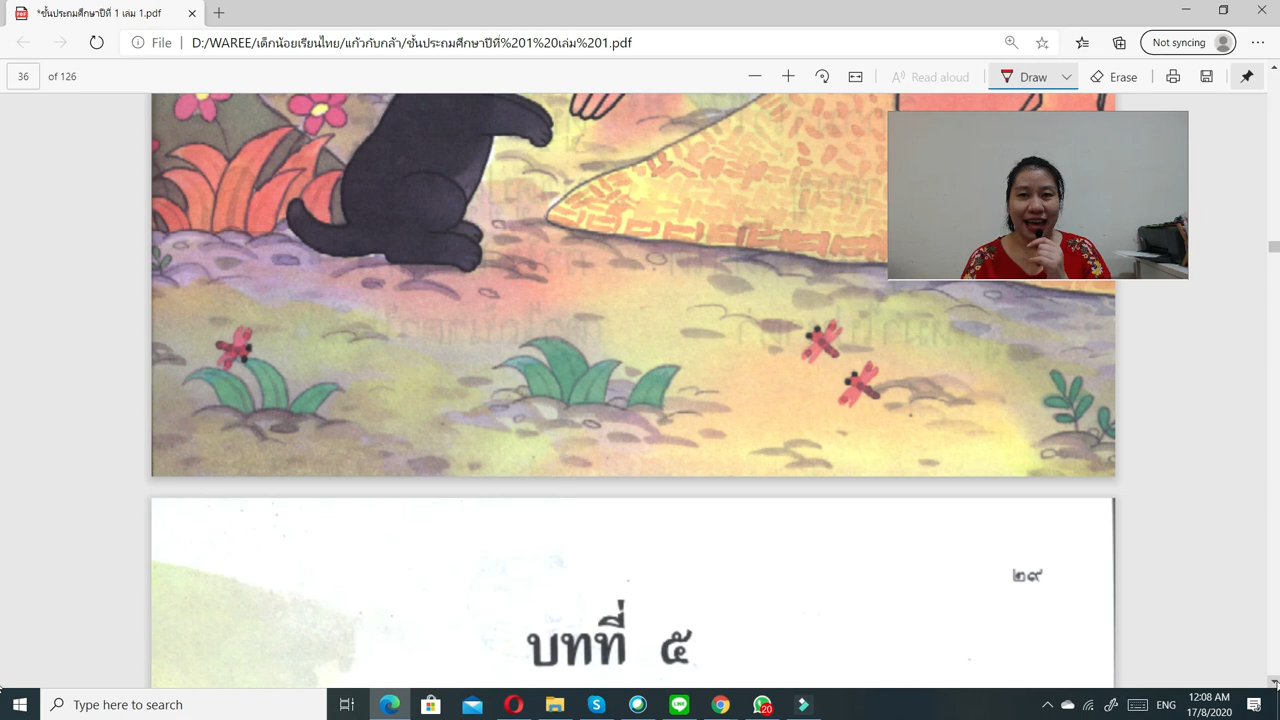 *ชั้นประถมศึกษาปีที่ 1 เล่ม 1.pdf
File D:/WAREE/เด็กน้อยเรียนไทย/แก้วกับกล้า/ชั้นประถมศึกษาปีที่%201%20เล่ม%201.pdf Not syncing
36 of 126 Read aloud Draw Erase
๒๙
บทที่ ๕
Type here to search
20
12:08 AM
ENG
17/8/2020